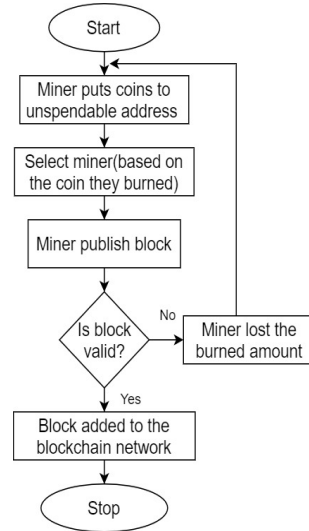 Start
Miner puts coins to
unspendable address
Select miner(based on
the coin they burned)
Miner publish block
Is block
valid?
No
Miner lost the
burned amount
Yes
Block added to the
blockchain network
Stop